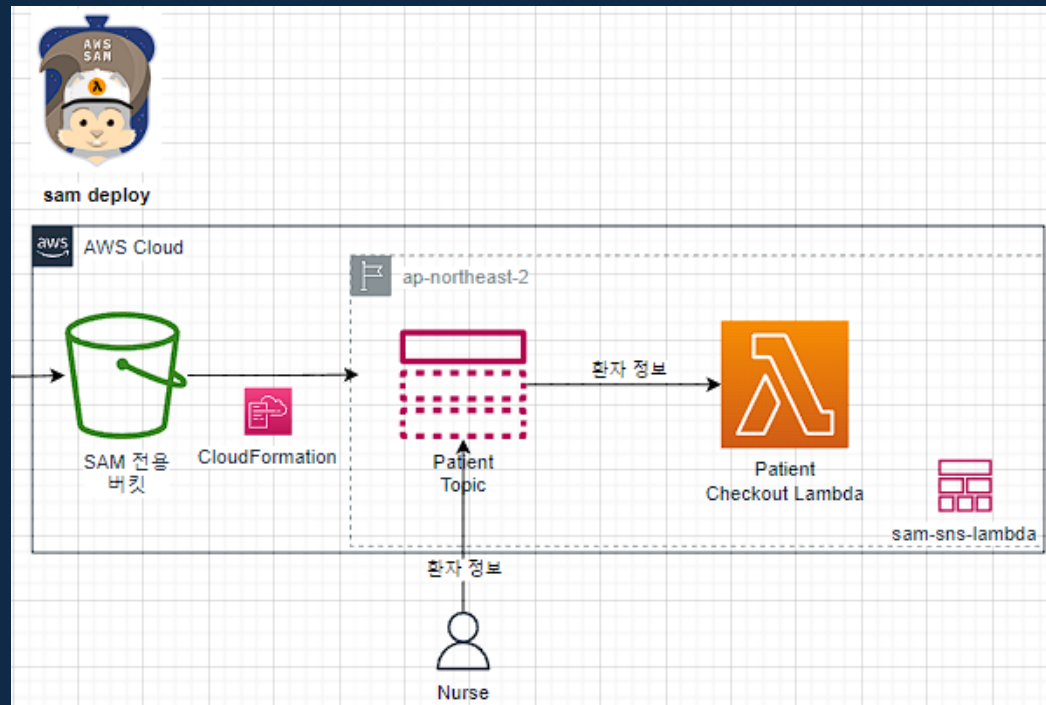 AWS
SAM
sam deploy
aws
AWS Cloud
ap-northeast-2
환자 정보
SAM 전용
버킷
CloudFormation
Patient
Topic
Patient
Checkout Lambda
sam-sns-lambda
환자 정보
Nurse